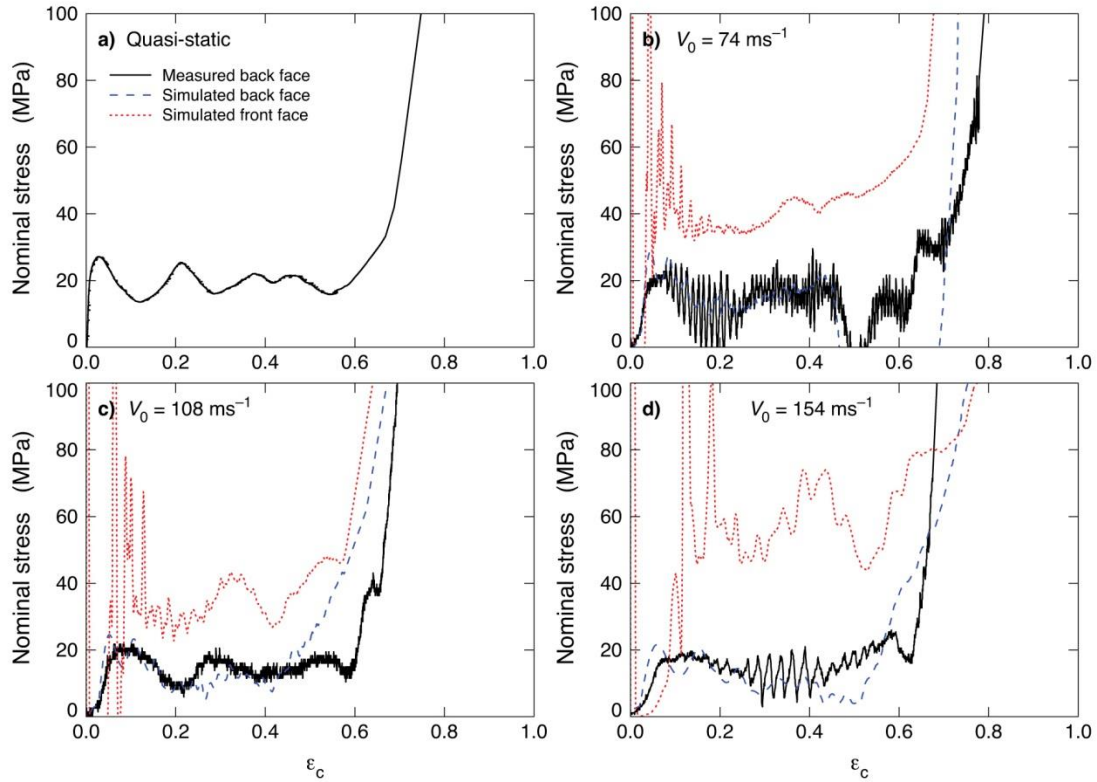 a) Quasi-static
Measured back face
Simulated back face
Simulated front face
Nominal stress (MPa)
100
80
60
40
20
0
0.0 0.2 0.4 0.6 0.8 1.0
b) V₀ = 74 ms⁻¹
Nominal stress (MPa)
100
80
60
40
20
0
0.0 0.2 0.4 0.6 0.8 1.0
c) V₀ = 108 ms⁻¹
Nominal stress (MPa)
100
80
60
40
20
0
0.0 0.2 0.4 0.6 0.8 1.0
ε_c
d) V₀ = 154 ms⁻¹
Nominal stress (MPa)
100
80
60
40
20
0
0.0 0.2 0.4 0.6 0.8 1.0
ε_c